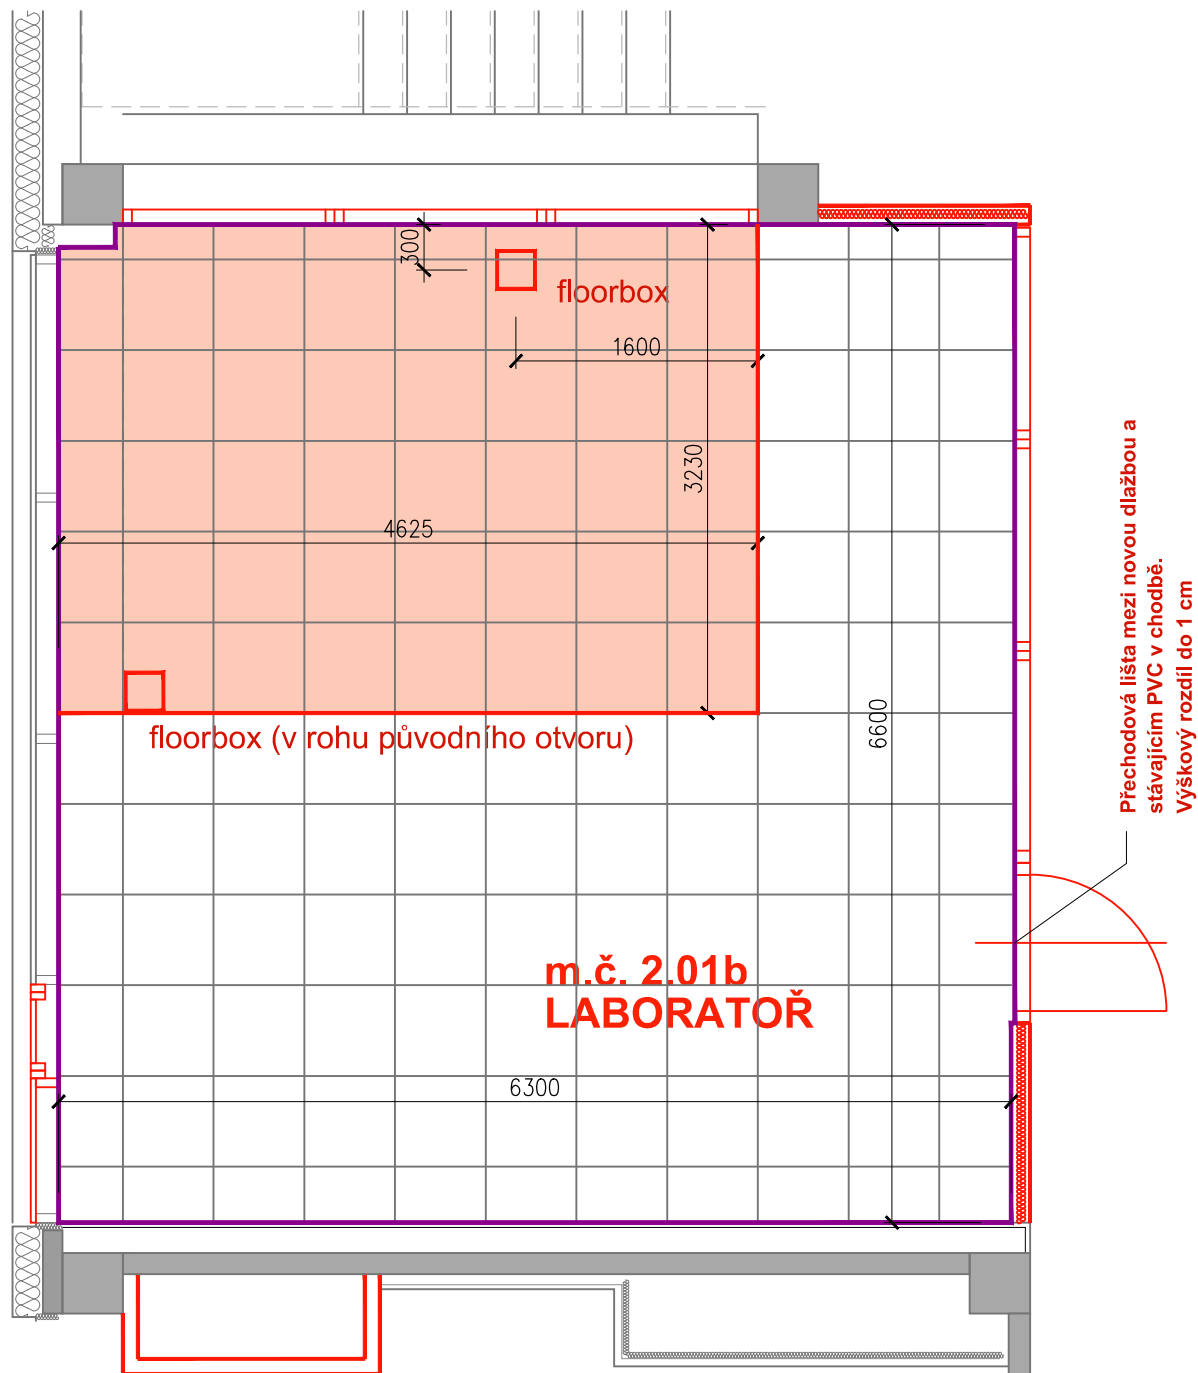 300
floorbox
1600
3230
4625
floorbox (v rohu původního otvoru)
6600
Přechodová lišta mezi novou dlažbou a
stávajícím PVC v chodbě.
Výškový rozdíl do 1 cm
m.č. 2.01b
LABORATOŘ
6300